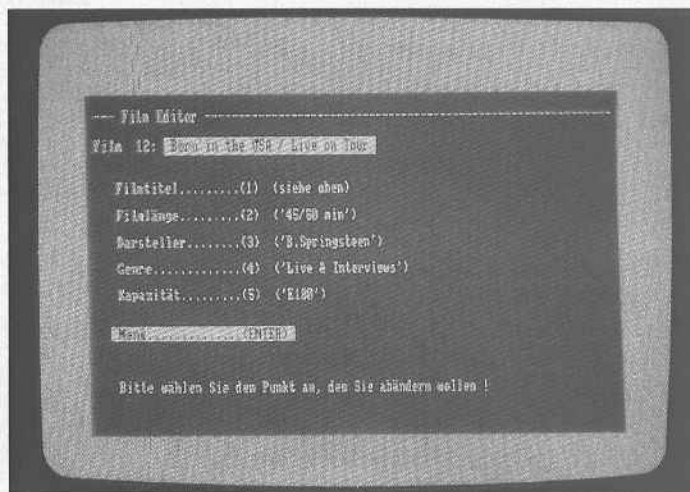 --- Film Editor ---
Film 12: Born in the USA / Live on Tour
Filmtitel.........(1) (siehe oben)
Filmlänge.........(2) ('45/60 min')
Darsteller........(3) ('B.Springsteen')
Genre.............(4) ('Live & Interviews')
Kapazität.........(5) ('E180')
Menü..............(ENTER)
Bitte wählen Sie den Punkt an, den Sie abändern wollen !